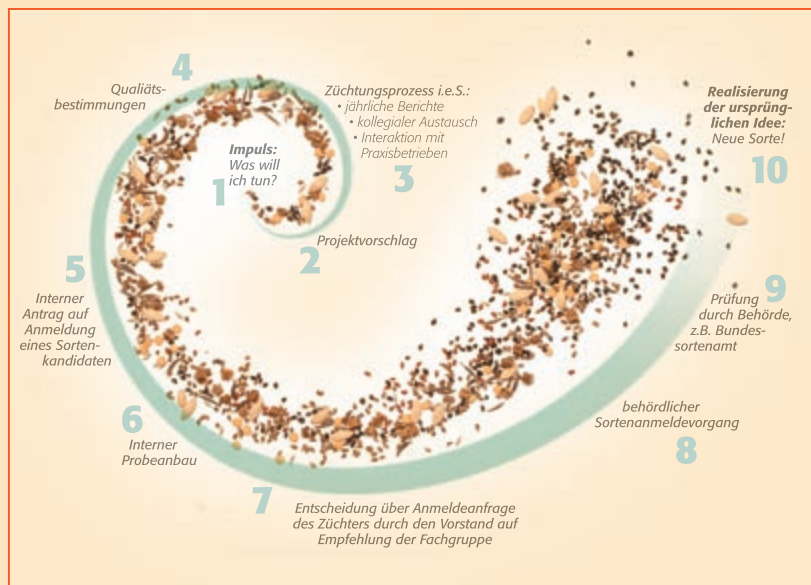 1
Impuls:
Was will
ich tun?
2
Projektvorschlag
3
Züchtungsprozess i.e.S.:
• jährliche Berichte
• kollegialer Austausch
• Interaktion mit
Praxisbetrieben
4
Qualiäts-
bestimmungen
5
Interner
Antrag auf
Anmeldung
eines Sorten-
kandidaten
6
Interner
Probeanbau
7
Entscheidung über Anmeldeanfrage
des Züchters durch den Vorstand auf
Empfehlung der Fachgruppe
8
behördlicher
Sortenanmeldevorgang
9
Prüfung
durch Behörde,
z.B. Bundes-
sortenamt
10
Realisierung
der ursprüng-
lichen Idee:
Neue Sorte!